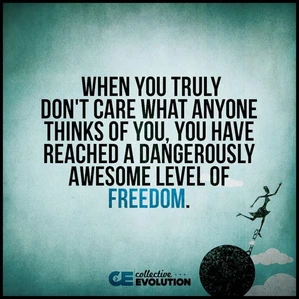 WHEN YOU TRULY
DON'T CARE WHAT ANYONE
THINKS OF YOU, YOU HAVE
REACHED A DANGEROUSLY
AWESOME LEVEL OF
FREEDOM.
CE collective
EVOLUTION